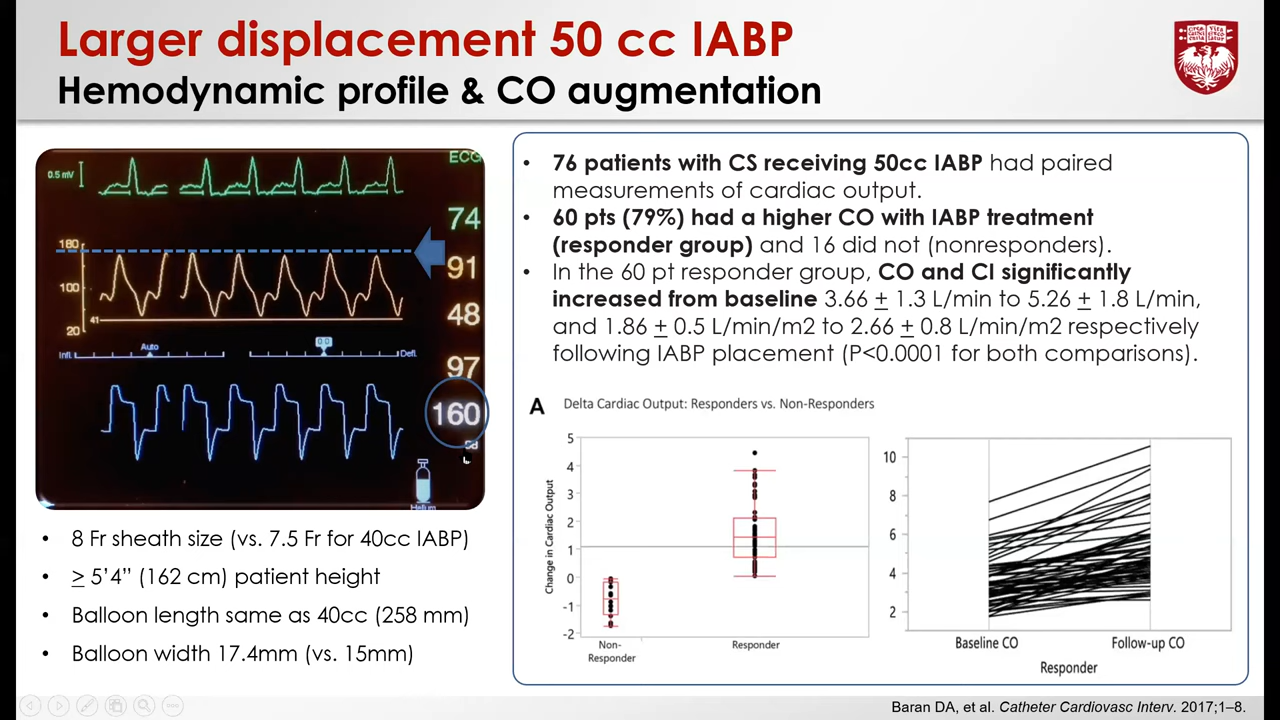 Larger displacement 50 cc IABP
Hemodynamic profile & CO augmentation
ECG
0.5 mV
74
180
91
100
48
20
41
Auto
Infl.
Defl.
97
160
Helium
• 8 Fr sheath size (vs. 7.5 Fr for 40cc IABP)
• > 5’4” (162 cm) patient height
• Balloon length same as 40cc (258 mm)
• Balloon width 17.4mm (vs. 15mm)
• 76 patients with CS receiving 50cc IABP had paired
measurements of cardiac output.
• 60 pts (79%) had a higher CO with IABP treatment
(responder group) and 16 did not (nonresponders).
• In the 60 pt responder group, CO and CI significantly
increased from baseline 3.66 + 1.3 L/min to 5.26 + 1.8 L/min,
and 1.86 + 0.5 L/min/m2 to 2.66 + 0.8 L/min/m2 respectively
following IABP placement (P<0.0001 for both comparisons).
A Delta Cardiac Output: Responders vs. Non-Responders
Change in Cardiac Output
5
4
3
2
1
0
-1
-2
Non-
Responder
Responder
10
8
6
4
2
Baseline CO
Follow-up CO
Responder
Baran DA, et al. Catheter Cardiovasc Interv. 2017;1–8.